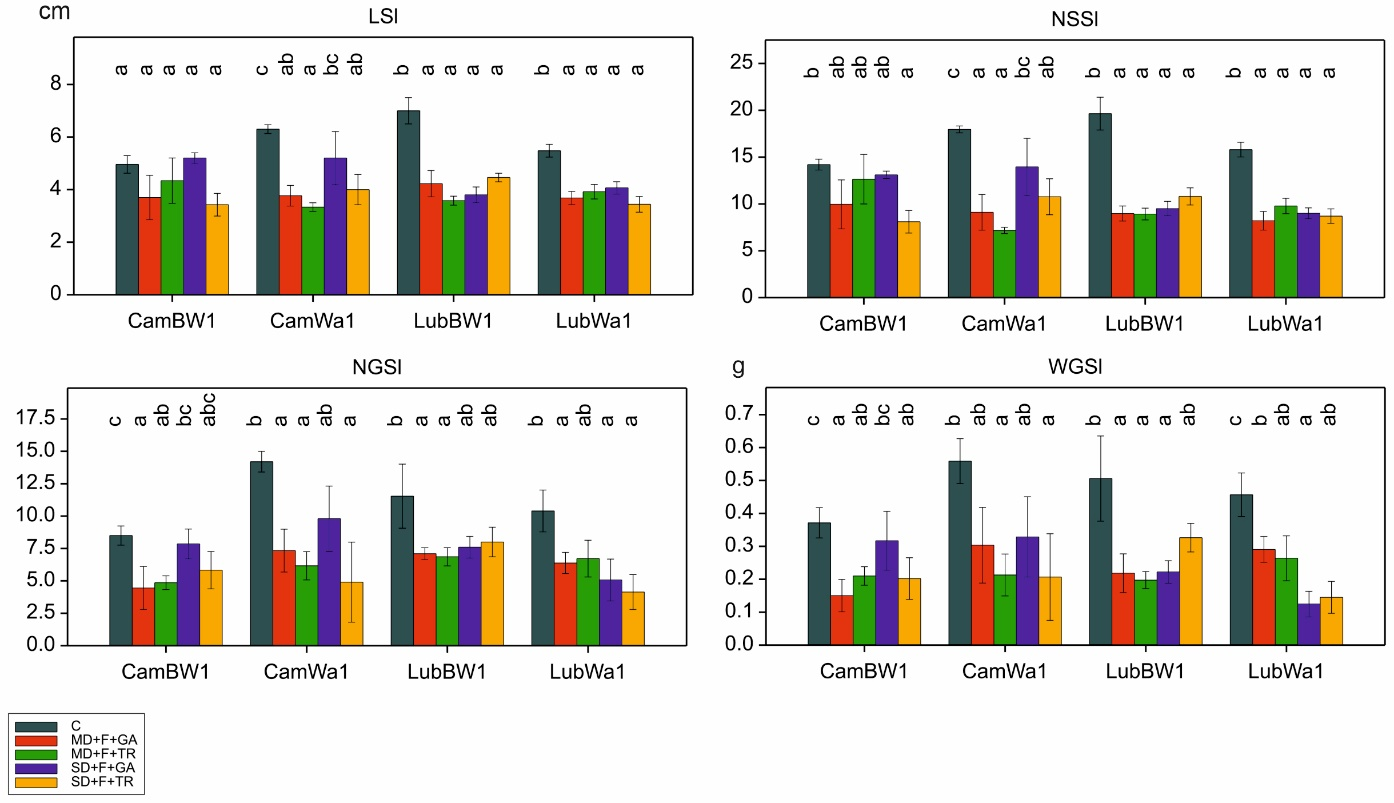 cm
LSI
a a a a a c ab a bc ab b a a a a b a a a a
8
6
4
2
0
CamBW1 CamWa1 LubBW1 LubWa1
NSSI
b ab ab ab a c a a bc ab b a a a a b a a a a
25
20
15
10
5
0
CamBW1 CamWa1 LubBW1 LubWa1
NGSI
c a ab bc abc b a a ab a b a a ab ab b a ab a a
17.5
15.0
12.5
10.0
7.5
5.0
2.5
0.0
CamBW1 CamWa1 LubBW1 LubWa1
g
WGSI
c a ab bc ab b ab a ab a b a a a ab c b ab a ab
0.7
0.6
0.5
0.4
0.3
0.2
0.1
0.0
CamBW1 CamWa1 LubBW1 LubWa1
C
MD+F+GA
MD+F+TR
SD+F+GA
SD+F+TR